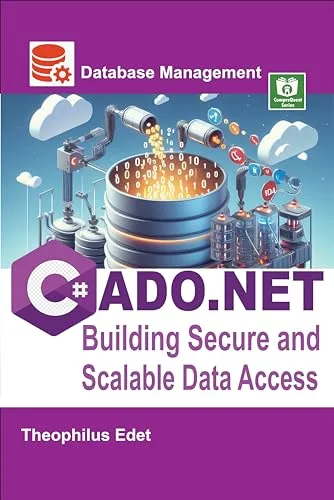 Database Management
CompreQuest
Series
C#
ADO.NET
Building Secure and
Scalable Data Access
Theophilus Edet